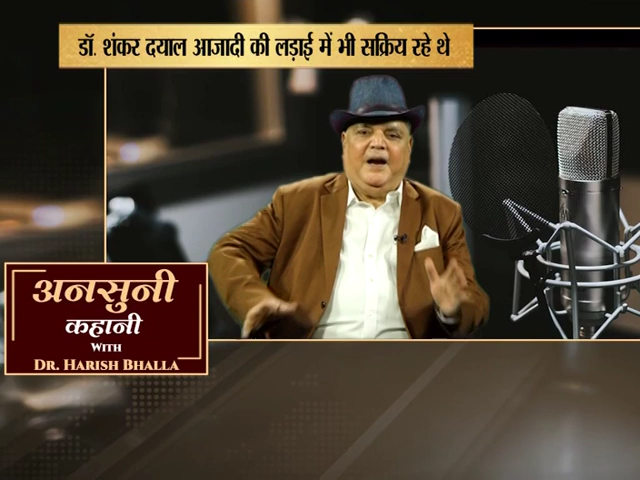 डॉ. शंकर दयाल आजादी की लड़ाई में भी सक्रिय रहे थे
अनसुनी
कहानी
WITH
DR. HARISH BHALLA